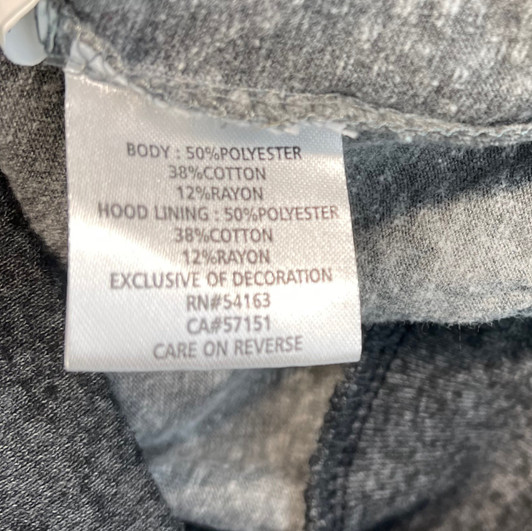 BODY : 50%POLYESTER
38%COTTON
12%RAYON
HOOD LINING : 50%POLYESTER
38%COTTON
12%RAYON
EXCLUSIVE OF DECORATION
RN#54163
CA#57151
CARE ON REVERSE